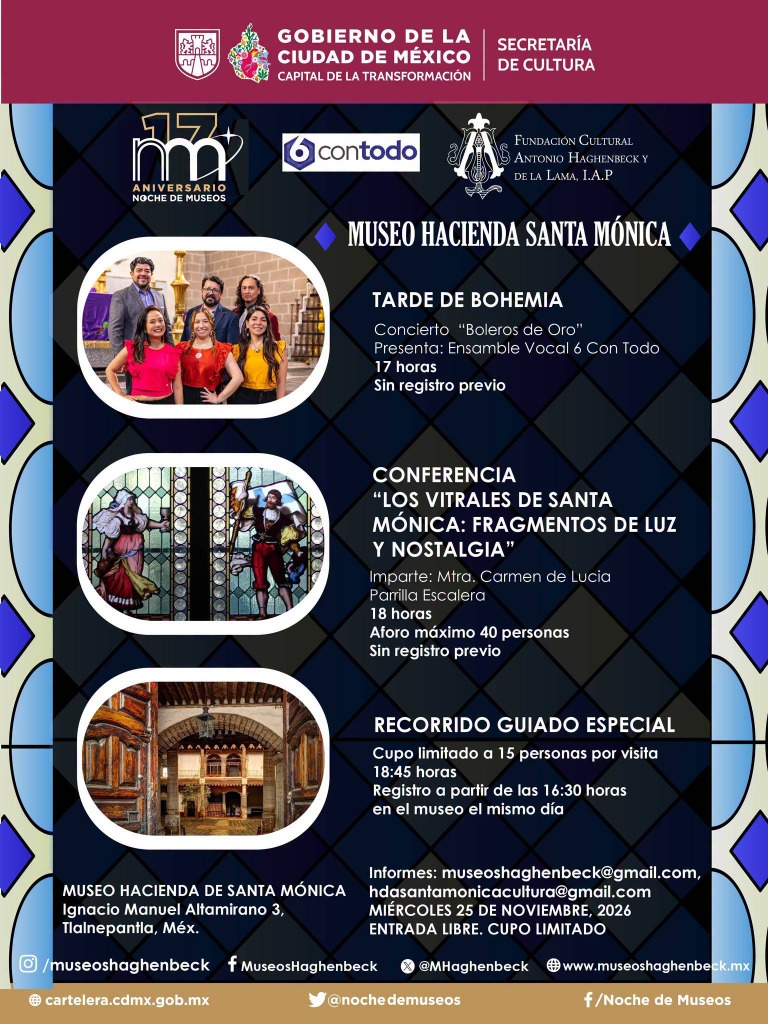 GOBIERNO DE LA
CIUDAD DE MÉXICO
CAPITAL DE LA TRANSFORMACIÓN
SECRETARÍA
DE CULTURA
17
nm
ANIVERSARIO
NOCHE DE MUSEOS
6 contodo
FUNDACIÓN CULTURAL
ANTONIO HAGHENBECK Y
DE LA LAMA, I.A.P
MUSEO HACIENDA SANTA MÓNICA
TARDE DE BOHEMIA
Concierto “Boleros de Oro”
Presenta: Ensamble Vocal 6 Con Todo
17 horas
Sin registro previo
CONFERENCIA
“LOS VITRALES DE SANTA
MÓNICA: FRAGMENTOS DE LUZ
Y NOSTALGIA”
Imparte: Mtra. Carmen de Lucia
Parrilla Escalera
18 horas
Aforo máximo 40 personas
Sin registro previo
RECORRIDO GUIADO ESPECIAL
Cupo limitado a 15 personas por visita
18:45 horas
Registro a partir de las 16:30 horas
en el museo el mismo día
MUSEO HACIENDA DE SANTA MÓNICA
Ignacio Manuel Altamirano 3,
Tlalnepantla, Méx.
Informes: museoshaghenbeck@gmail.com,
hdasantamonicacultura@gmail.com
MIÉRCOLES 25 DE NOVIEMBRE, 2026
ENTRADA LIBRE. CUPO LIMITADO
/museoshaghenbeck
MuseosHaghenbeck
@MHaghenbeck
www.museoshaghenbeck.mx
cartelera.cdmx.gob.mx
@nochedemuseos
/Noche de Museos